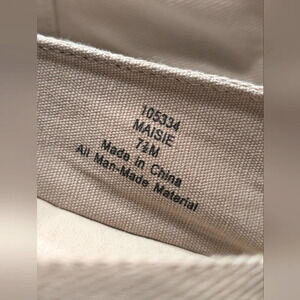 105334
MAISIE
7½M
Made in China
All Man-Made Material